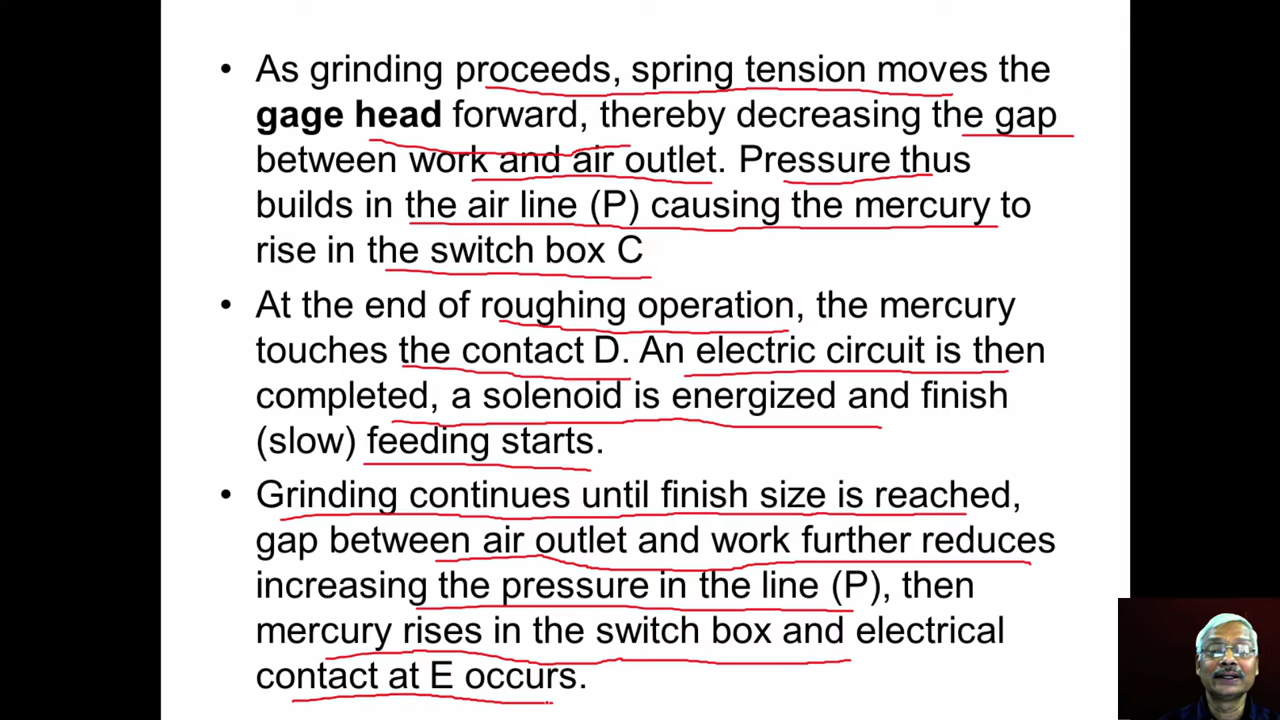 • As grinding proceeds, spring tension moves the
gage head forward, thereby decreasing the gap
between work and air outlet. Pressure thus
builds in the air line (P) causing the mercury to
rise in the switch box C
• At the end of roughing operation, the mercury
touches the contact D. An electric circuit is then
completed, a solenoid is energized and finish
(slow) feeding starts.
• Grinding continues until finish size is reached,
gap between air outlet and work further reduces
increasing the pressure in the line (P), then
mercury rises in the switch box and electrical
contact at E occurs.